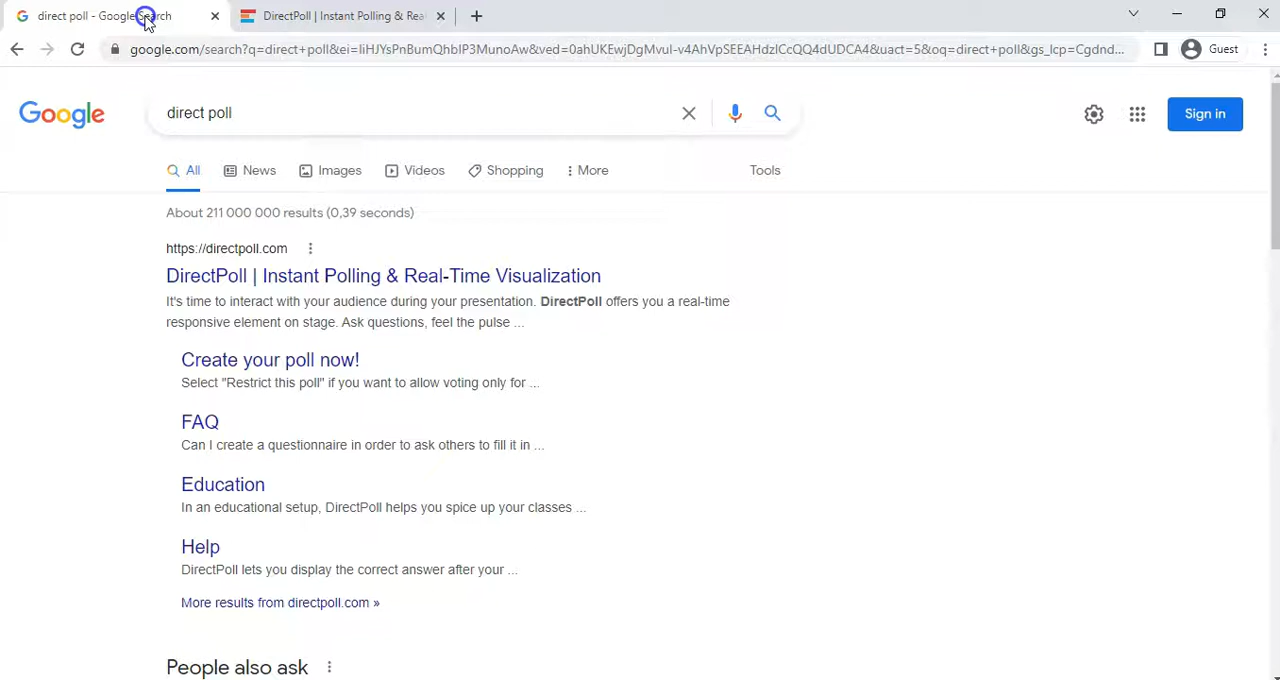 direct poll - Google Search
DirectPoll | Instant Polling & Rea
google.com/search?q=direct+poll&ei=IiHJYsPnBumQhbIP3MunoAw&ved=0ahUKEwjDgMvul-v4AhVpSEEAHdzlCcQQ4dUDCA4&uact=5&oq=direct+poll&gs_lcp=Cgdnd...
Guest
Google
direct poll
Sign in
All
News
Images
Videos
Shopping
More
Tools
About 211 000 000 results (0,39 seconds)
https://directpoll.com
DirectPoll | Instant Polling & Real-Time Visualization
It's time to interact with your audience during your presentation. DirectPoll offers you a real-time
responsive element on stage. Ask questions, feel the pulse ...
Create your poll now!
Select "Restrict this poll" if you want to allow voting only for ...
FAQ
Can I create a questionnaire in order to ask others to fill it in ...
Education
In an educational setup, DirectPoll helps you spice up your classes ...
Help
DirectPoll lets you display the correct answer after your ...
More results from directpoll.com »
People also ask